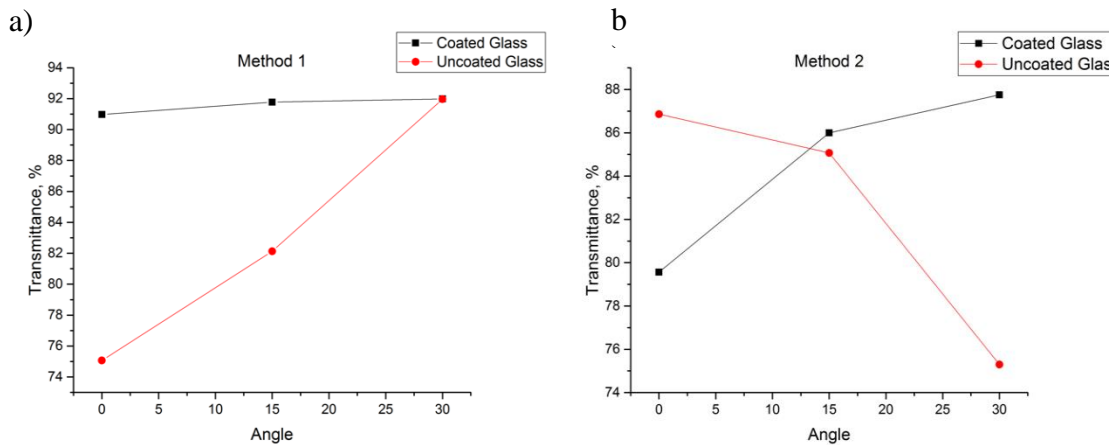 a)
Coated Glass
Uncoated Glass
Method 1
94
92
90
88
86
84
82
80
78
76
74
Transmittance, %
0 5 10 15 20 25 30
Angle
b
Coated Glass
Uncoated Glass
Method 2
88
86
84
82
80
78
76
74
Transmittance, %
0 5 10 15 20 25 30
Angle